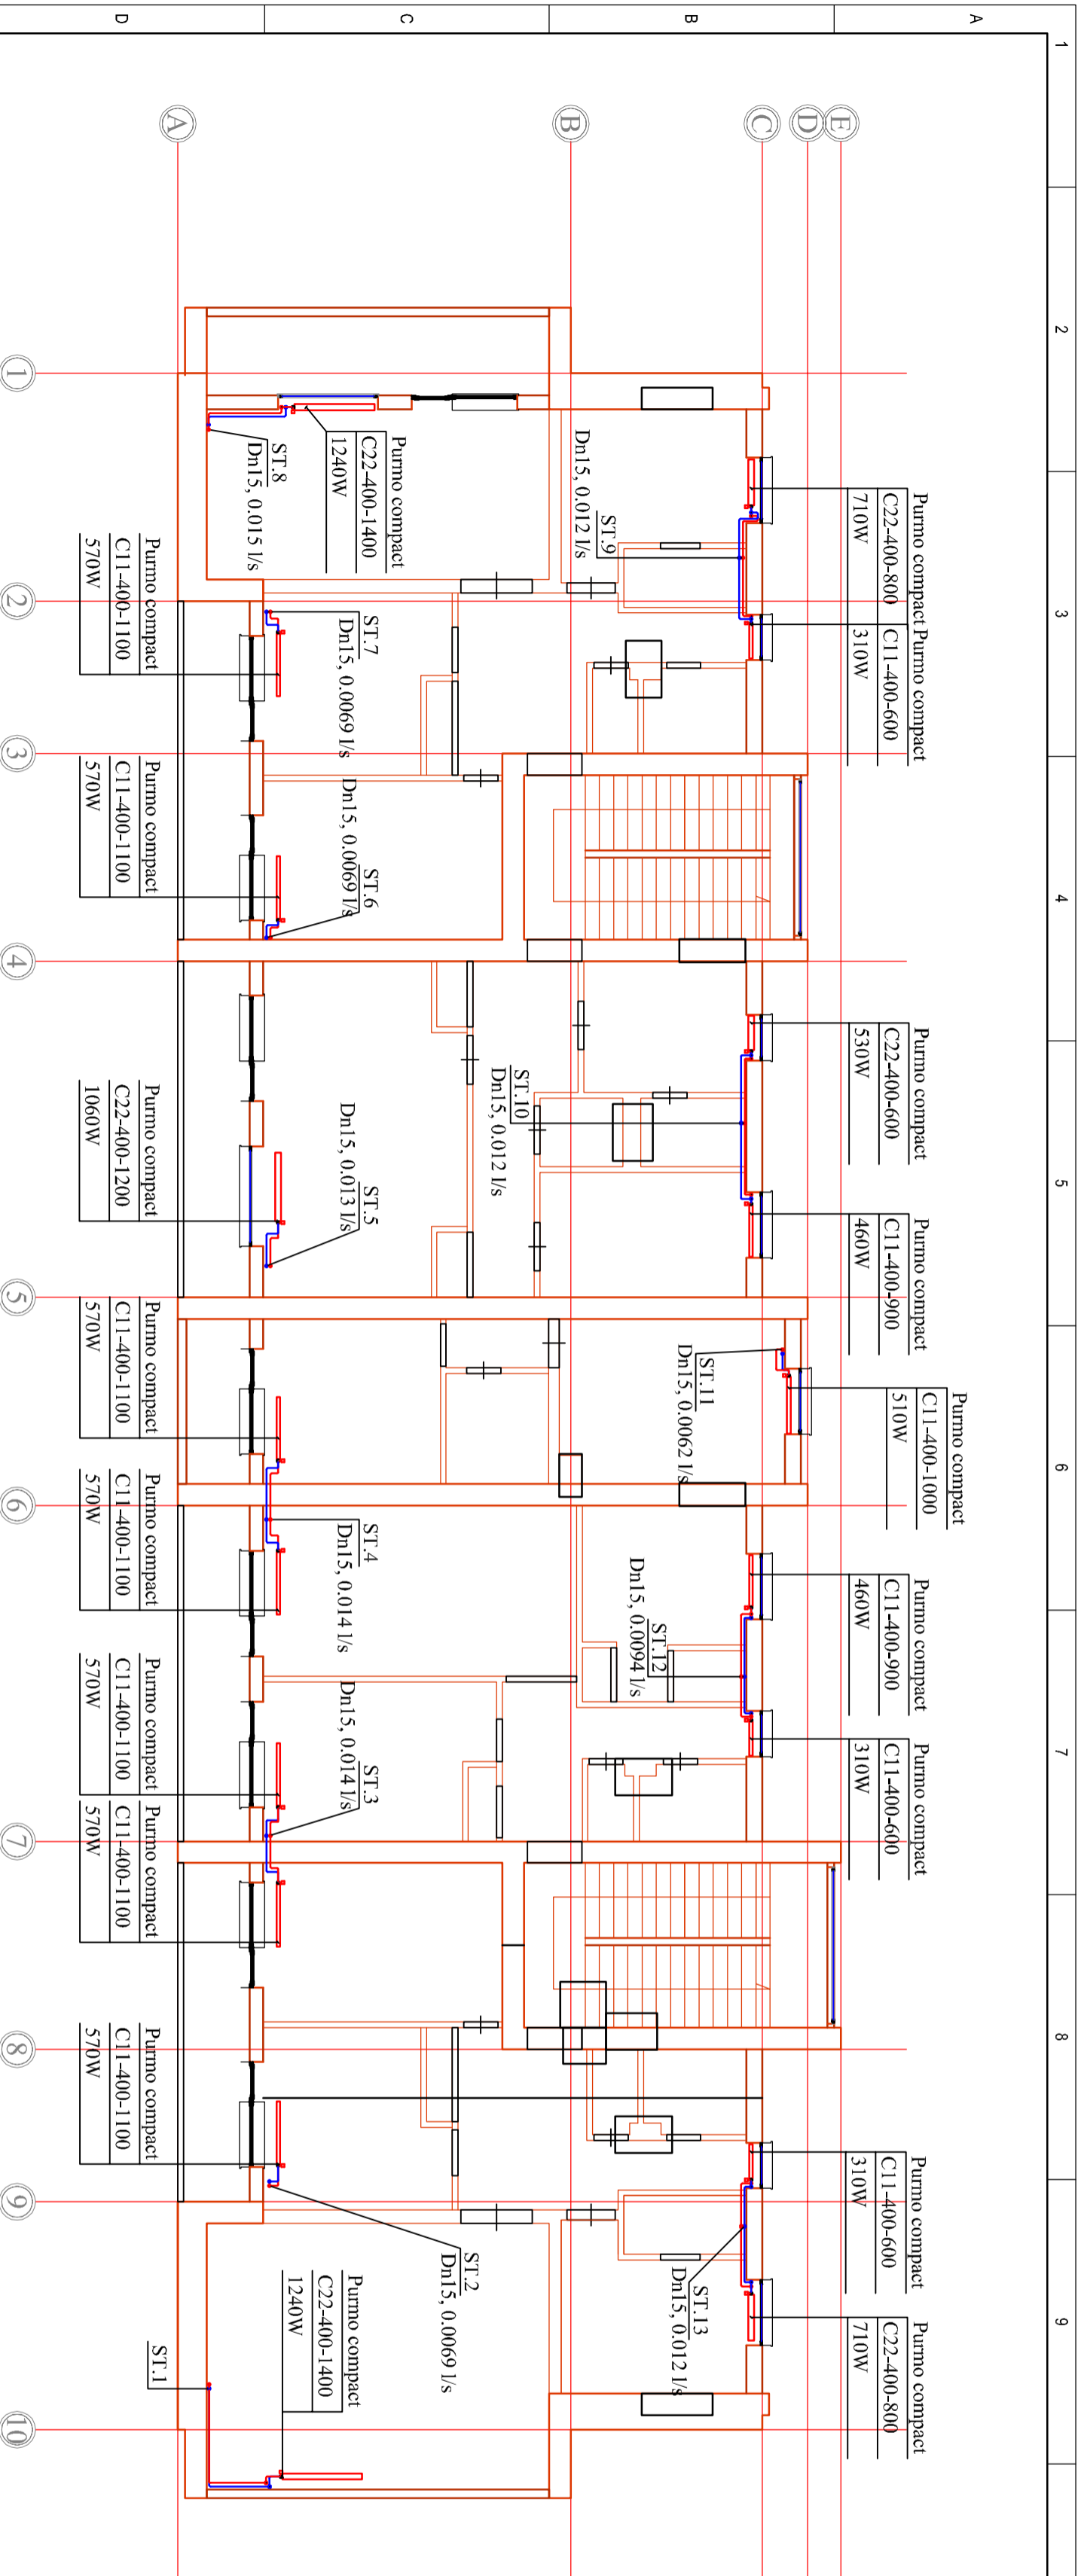 1
2
3
4
5
6
7
8
9
A
B
C
D
E
D
C
B
A
Purmo compact
C22-400-800
710W
Purmo compact
C11-400-600
310W
Purmo compact
C22-400-600
530W
Purmo compact
C11-400-900
460W
Purmo compact
C11-400-1000
510W
Purmo compact
C11-400-900
460W
Purmo compact
C11-400-600
310W
Purmo compact
C11-400-600
310W
Purmo compact
C22-400-800
710W
ST.9
Dn15, 0.012 l/s
ST.10
Dn15, 0.012 l/s
ST.11
Dn15, 0.0062 l/s
ST.12
Dn15, 0.0094 l/s
ST.13
Dn15, 0.012 l/s
Purmo compact
C22-400-1400
1240W
ST.8
Dn15, 0.015 l/s
ST.7
Dn15, 0.0069 l/s
ST.6
Dn15, 0.0069 l/s
ST.5
Dn15, 0.013 l/s
ST.4
Dn15, 0.014 l/s
ST.3
Dn15, 0.014 l/s
ST.2
Dn15, 0.0069 l/s
Purmo compact
C22-400-1400
1240W
ST.1
Purmo compact
C11-400-1100
570W
Purmo compact
C11-400-1100
570W
Purmo compact
C22-400-1200
1060W
Purmo compact
C11-400-1100
570W
Purmo compact
C11-400-1100
570W
Purmo compact
C11-400-1100
570W
Purmo compact
C11-400-1100
570W
Purmo compact
C11-400-1100
570W
1
2
3
4
5
6
7
8
9
10